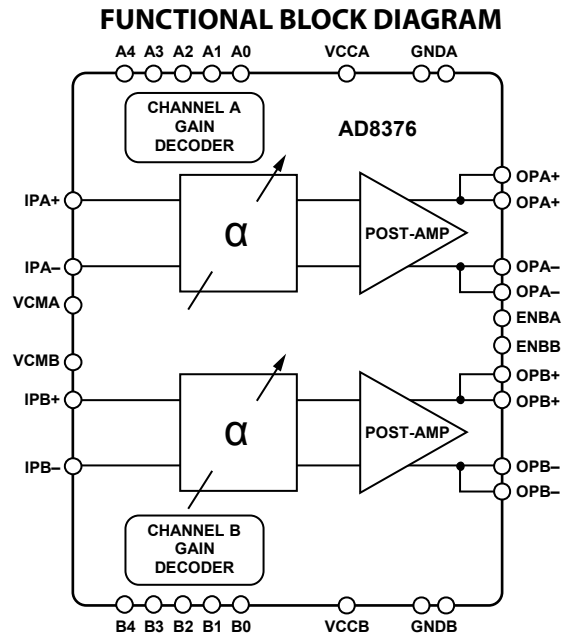 FUNCTIONAL BLOCK DIAGRAM
A4 A3 A2 A1 A0 VCCA GNDA
CHANNEL A
GAIN
DECODER
AD8376
IPA+
α
POST-AMP
OPA+
OPA+
IPA–
OPA–
VCMA
OPA–
ENBA
VCMB
ENBB
IPB+
α
POST-AMP
OPB+
OPB+
IPB–
OPB–
OPB–
CHANNEL B
GAIN
DECODER
B4 B3 B2 B1 B0 VCCB GNDB